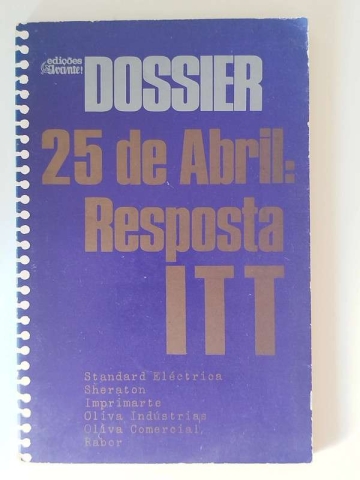 edições
Avante!
DOSSIER
25 de Abril:
Resposta
ITT
Standard Eléctrica
Sheraton
Imprimarte
Oliva Indústrias
Oliva Comercial
Rabor